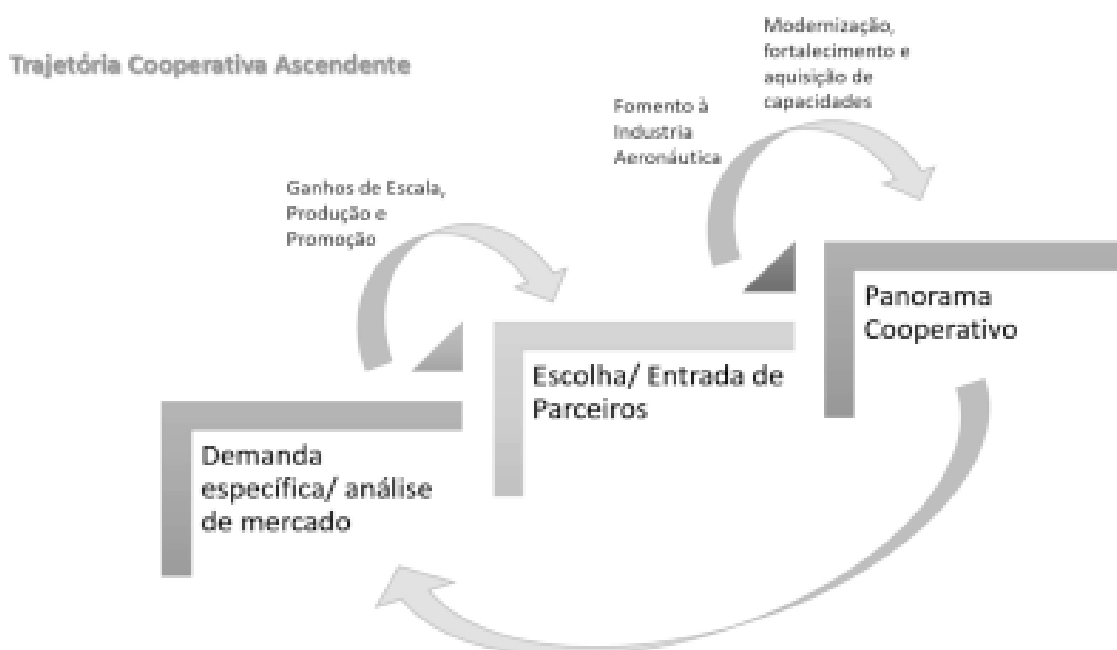 Trajetória Cooperativa Ascendente
Modernização,
fortalecimento e
aquisição de
capacidades
Fomento à
Industria
Aeronáutica
Ganhos de Escala,
Produção e
Promoção
Panorama
Cooperativo
Escolha/ Entrada de
Parceiros
Demanda
específica/ análise
de mercado